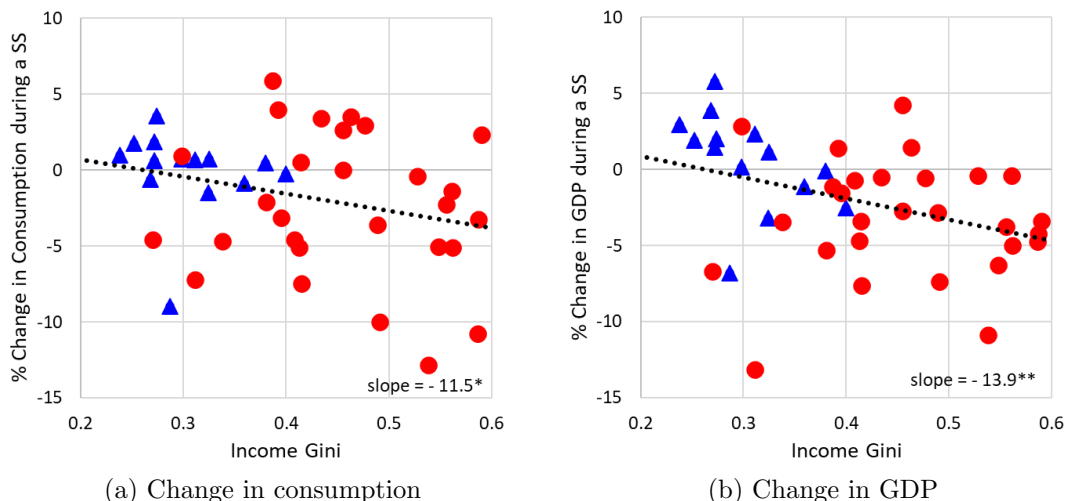 % Change in Consumption during a SS
10
5
0
-5
-10
-15
0.2 0.3 0.4 0.5 0.6
slope = - 11.5*
Income Gini
(a) Change in consumption
% Change in GDP during a SS
10
5
0
-5
-10
-15
0.2 0.3 0.4 0.5 0.6
slope = - 13.9**
Income Gini
(b) Change in GDP